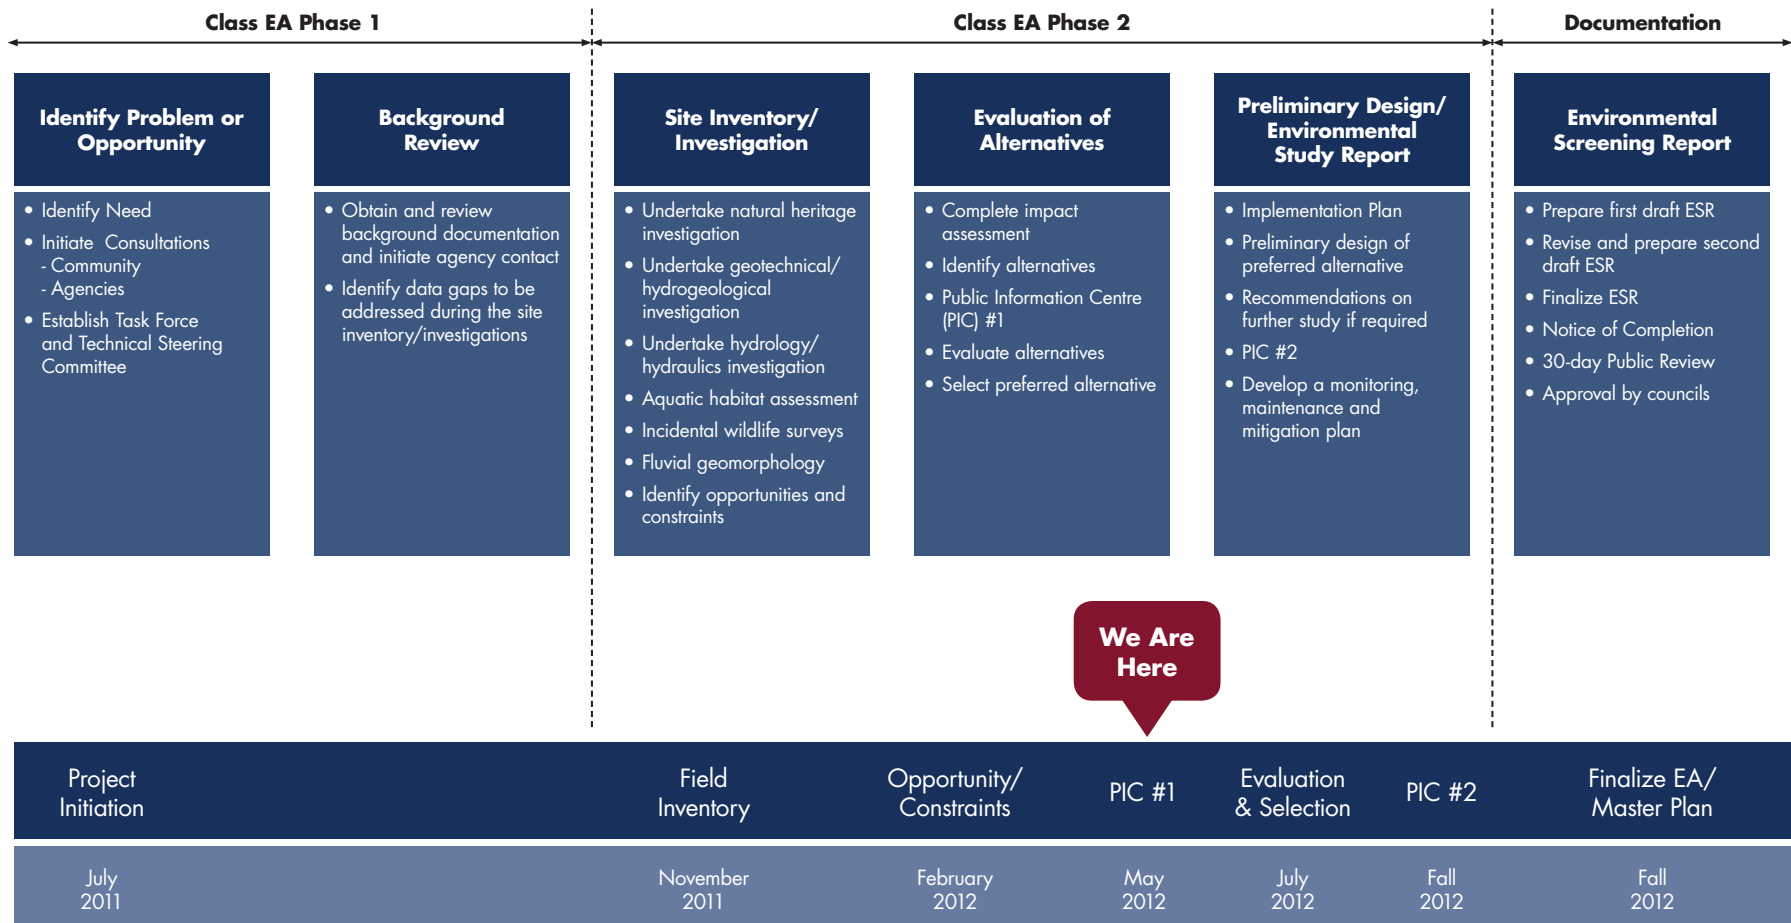 Class EA Phase 1
Class EA Phase 2
Documentation
Identify Problem or
Opportunity
• Identify Need
• Initiate  Consultations
- Community
- Agencies
• Establish Task Force
and Technical Steering
Committee
Background
Review
• Obtain and review
background documentation
and initiate agency contact
• Identify data gaps to be
addressed during the site
inventory/investigations
Site Inventory/
Investigation
• Undertake natural heritage
investigation
• Undertake geotechnical/
hydrogeological
investigation
• Undertake hydrology/
hydraulics investigation
• Aquatic habitat assessment
• Incidental wildlife surveys
• Fluvial geomorphology
• Identify opportunities and
constraints
Evaluation of
Alternatives
• Complete impact
assessment
• Identify alternatives
• Public Information Centre
(PIC) #1
• Evaluate alternatives
• Select preferred alternative
Preliminary Design/
Environmental
Study Report
• Implementation Plan
• Preliminary design of
preferred alternative
• Recommendations on
further study if required
• PIC #2
• Develop a monitoring,
maintenance and
mitigation plan
Environmental
Screening Report
• Prepare first draft ESR
• Revise and prepare second
draft ESR
• Finalize ESR
• Notice of Completion
• 30-day Public Review
• Approval by councils
We Are
Here
Project
Initiation
Field
Inventory
Opportunity/
Constraints
PIC #1
Evaluation
& Selection
PIC #2
Finalize EA/
Master Plan
July
2011
November
2011
February
2012
May
2012
July
2012
Fall
2012
Fall
2012